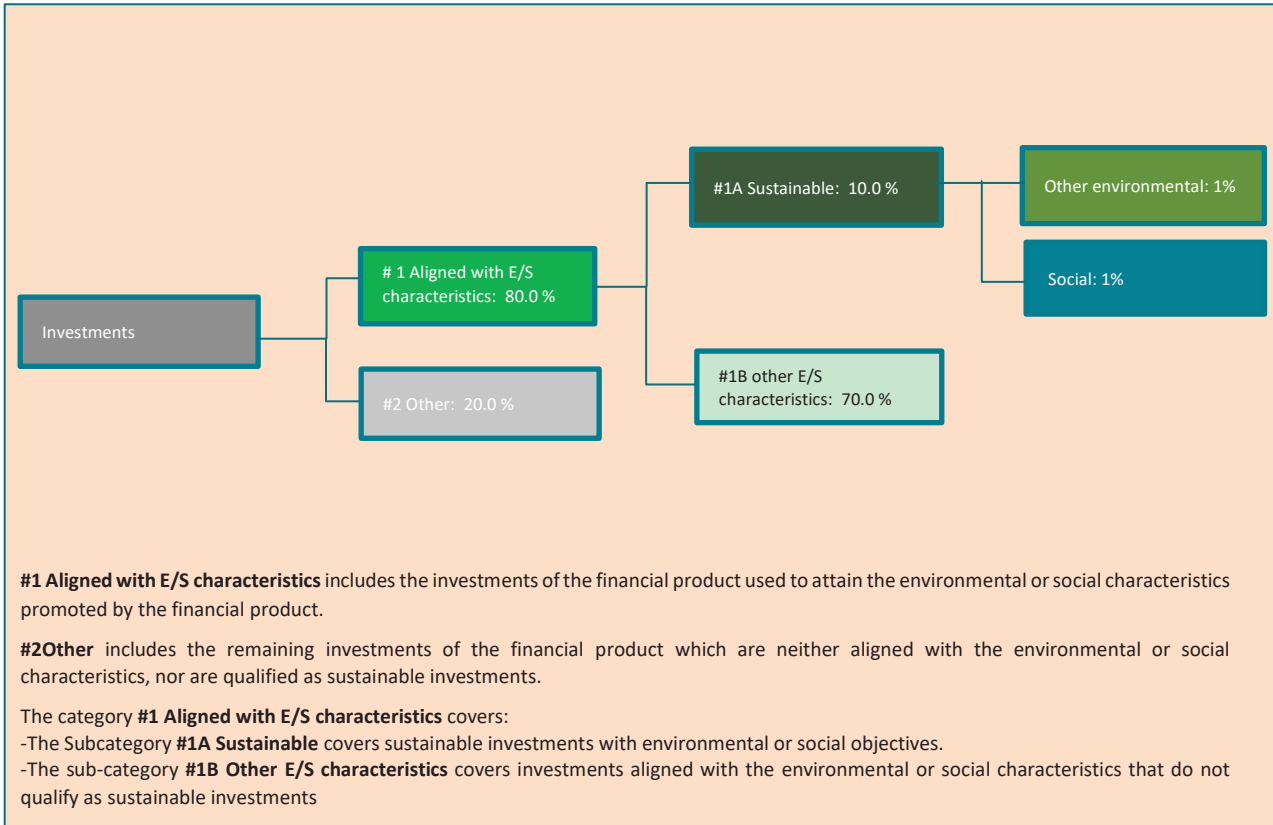 #1A Sustainable: 10.0 %
Other environmental: 1%
# 1 Aligned with E/S
characteristics: 80.0 %
Social: 1%
Investments
#2 Other: 20.0 %
#1B other E/S
characteristics: 70.0 %
#1 Aligned with E/S characteristics includes the investments of the financial product used to attain the environmental or social characteristics
promoted by the financial product.
#2Other includes the remaining investments of the financial product which are neither aligned with the environmental or social
characteristics, nor are qualified as sustainable investments.
The category #1 Aligned with E/S characteristics covers:
-The Subcategory #1A Sustainable covers sustainable investments with environmental or social objectives.
-The sub-category #1B Other E/S characteristics covers investments aligned with the environmental or social characteristics that do not
qualify as sustainable investments